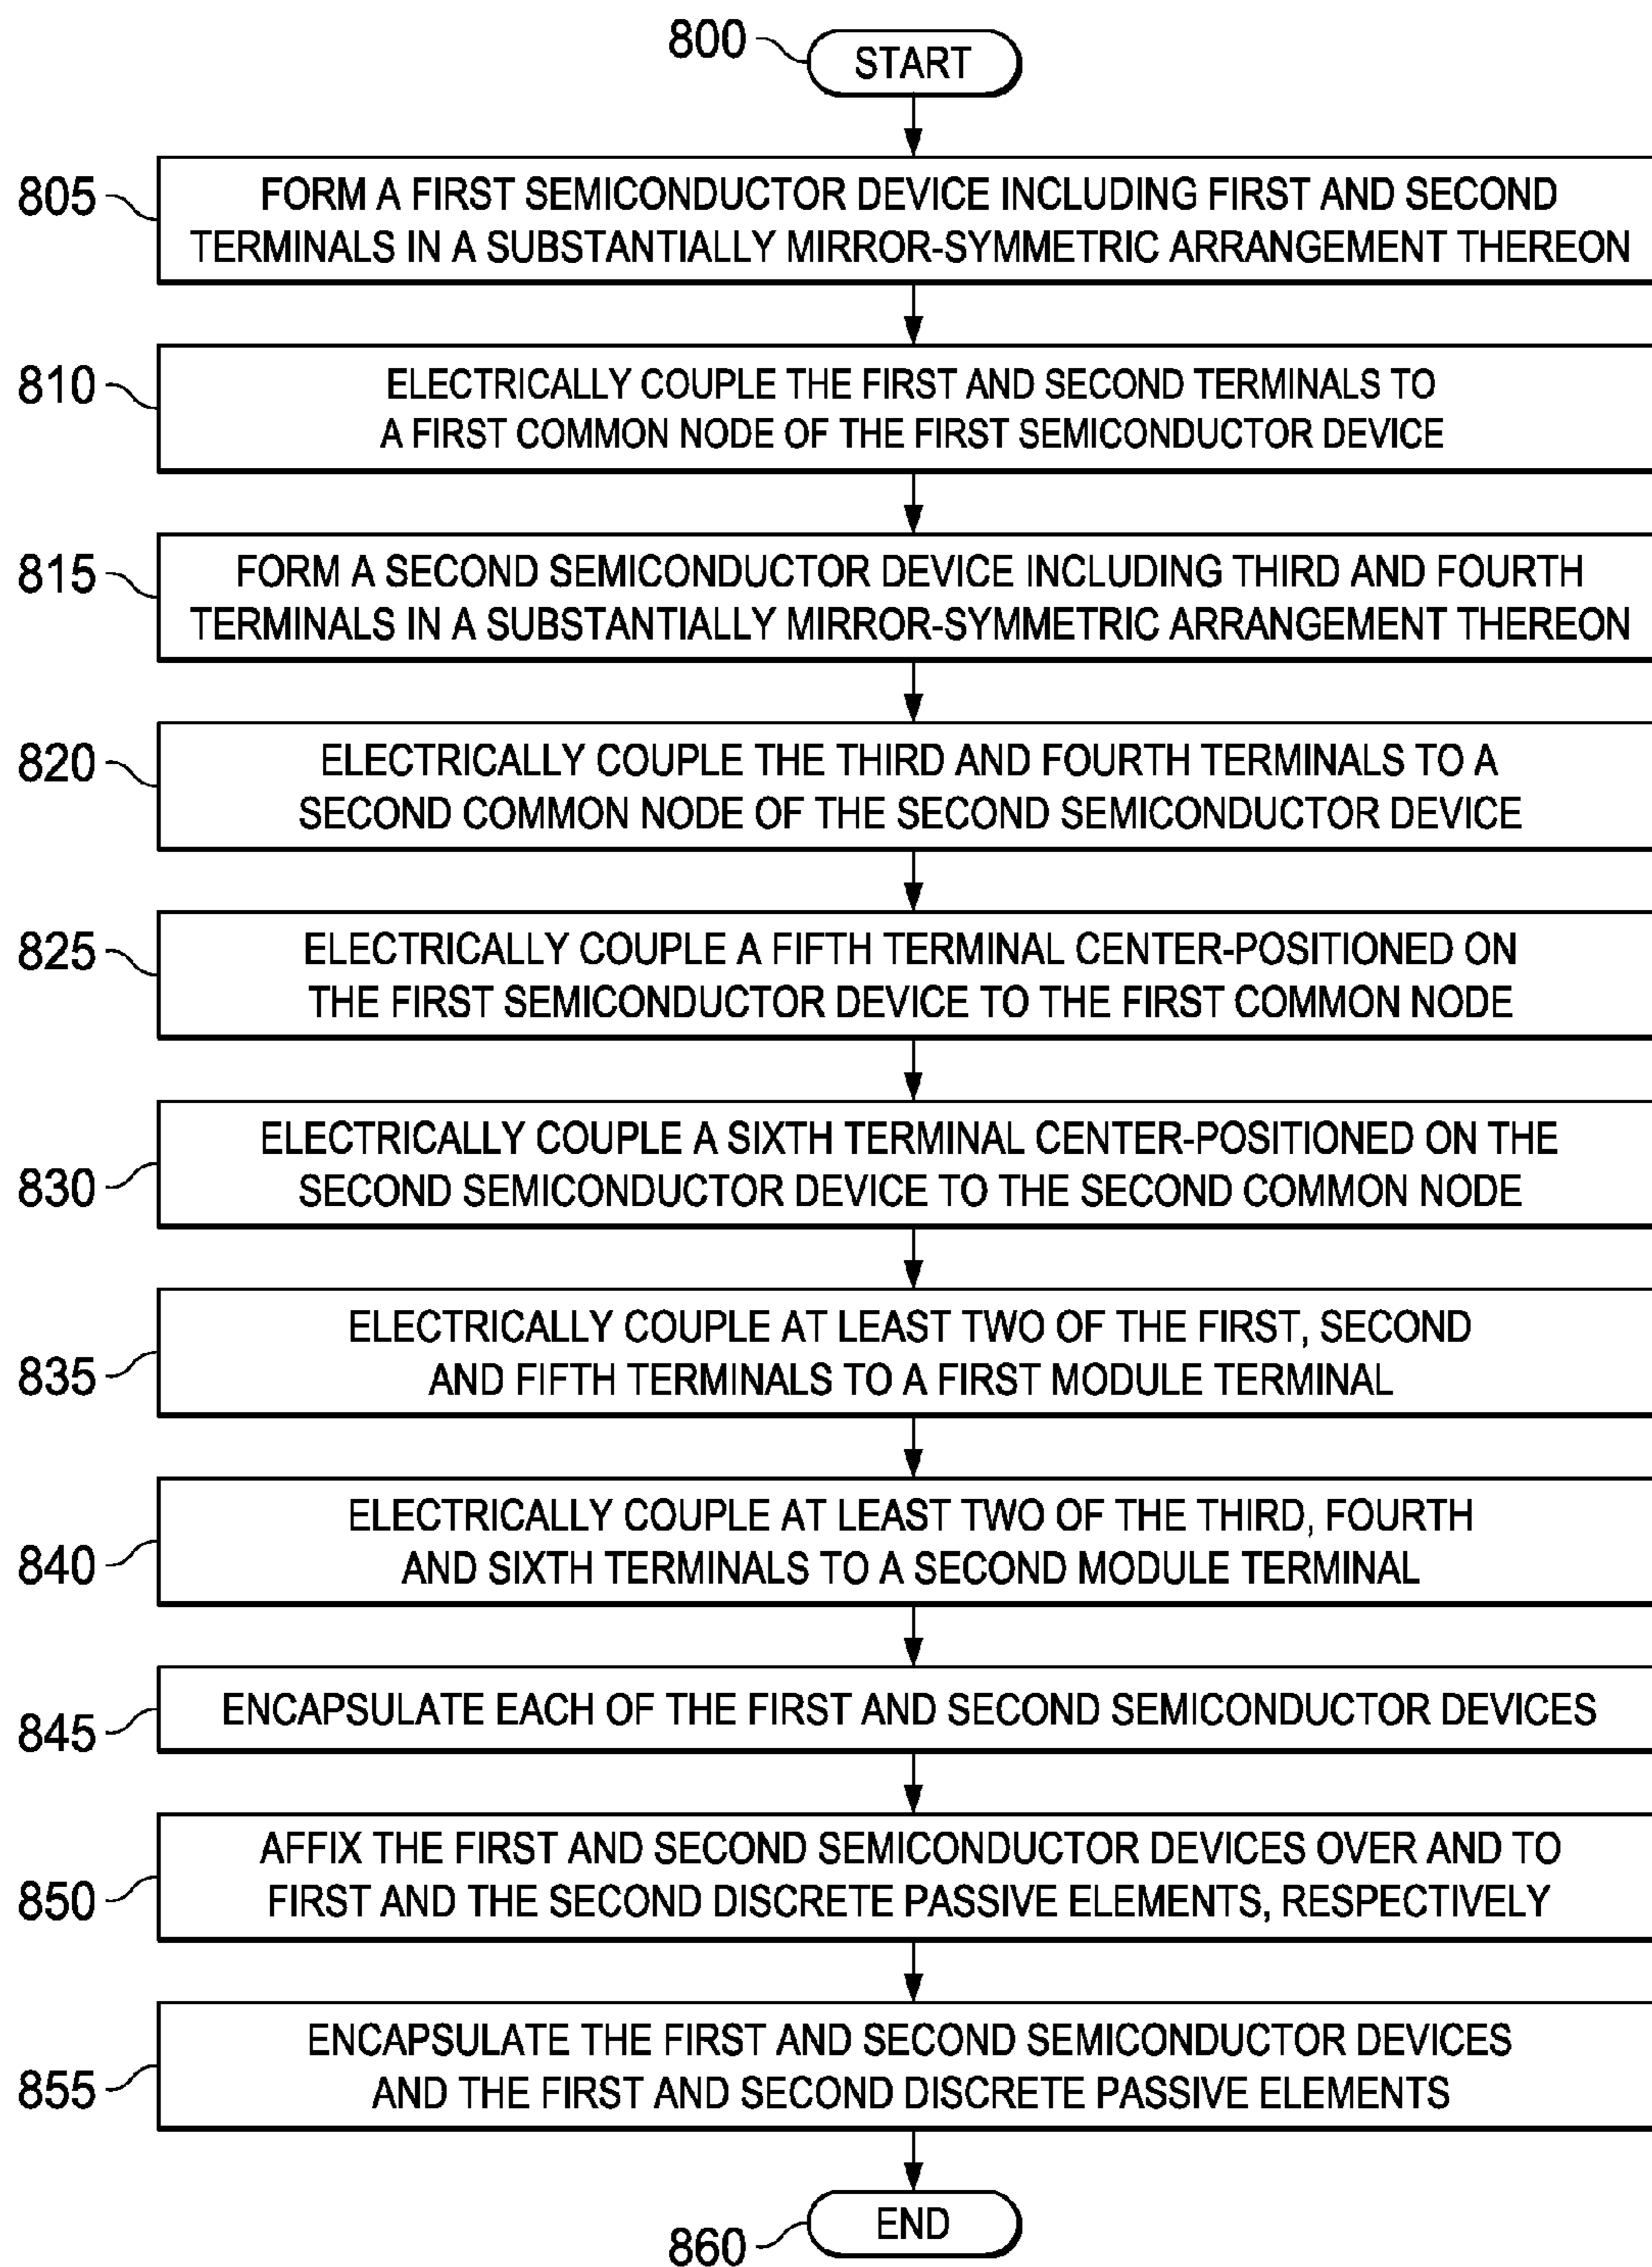 800
START
805
FORM A FIRST SEMICONDUCTOR DEVICE INCLUDING FIRST AND SECOND
TERMINALS IN A SUBSTANTIALLY MIRROR-SYMMETRIC ARRANGEMENT THEREON
810
ELECTRICALLY COUPLE THE FIRST AND SECOND TERMINALS TO
A FIRST COMMON NODE OF THE FIRST SEMICONDUCTOR DEVICE
815
FORM A SECOND SEMICONDUCTOR DEVICE INCLUDING THIRD AND FOURTH
TERMINALS IN A SUBSTANTIALLY MIRROR-SYMMETRIC ARRANGEMENT THEREON
820
ELECTRICALLY COUPLE THE THIRD AND FOURTH TERMINALS TO A
SECOND COMMON NODE OF THE SECOND SEMICONDUCTOR DEVICE
825
ELECTRICALLY COUPLE A FIFTH TERMINAL CENTER-POSITIONED ON
THE FIRST SEMICONDUCTOR DEVICE TO THE FIRST COMMON NODE
830
ELECTRICALLY COUPLE A SIXTH TERMINAL CENTER-POSITIONED ON THE
SECOND SEMICONDUCTOR DEVICE TO THE SECOND COMMON NODE
835
ELECTRICALLY COUPLE AT LEAST TWO OF THE FIRST, SECOND
AND FIFTH TERMINALS TO A FIRST MODULE TERMINAL
840
ELECTRICALLY COUPLE AT LEAST TWO OF THE THIRD, FOURTH
AND SIXTH TERMINALS TO A SECOND MODULE TERMINAL
845
ENCAPSULATE EACH OF THE FIRST AND SECOND SEMICONDUCTOR DEVICES
850
AFFIX THE FIRST AND SECOND SEMICONDUCTOR DEVICES OVER AND TO
FIRST AND THE SECOND DISCRETE PASSIVE ELEMENTS, RESPECTIVELY
855
ENCAPSULATE THE FIRST AND SECOND SEMICONDUCTOR DEVICES
AND THE FIRST AND SECOND DISCRETE PASSIVE ELEMENTS
860
END